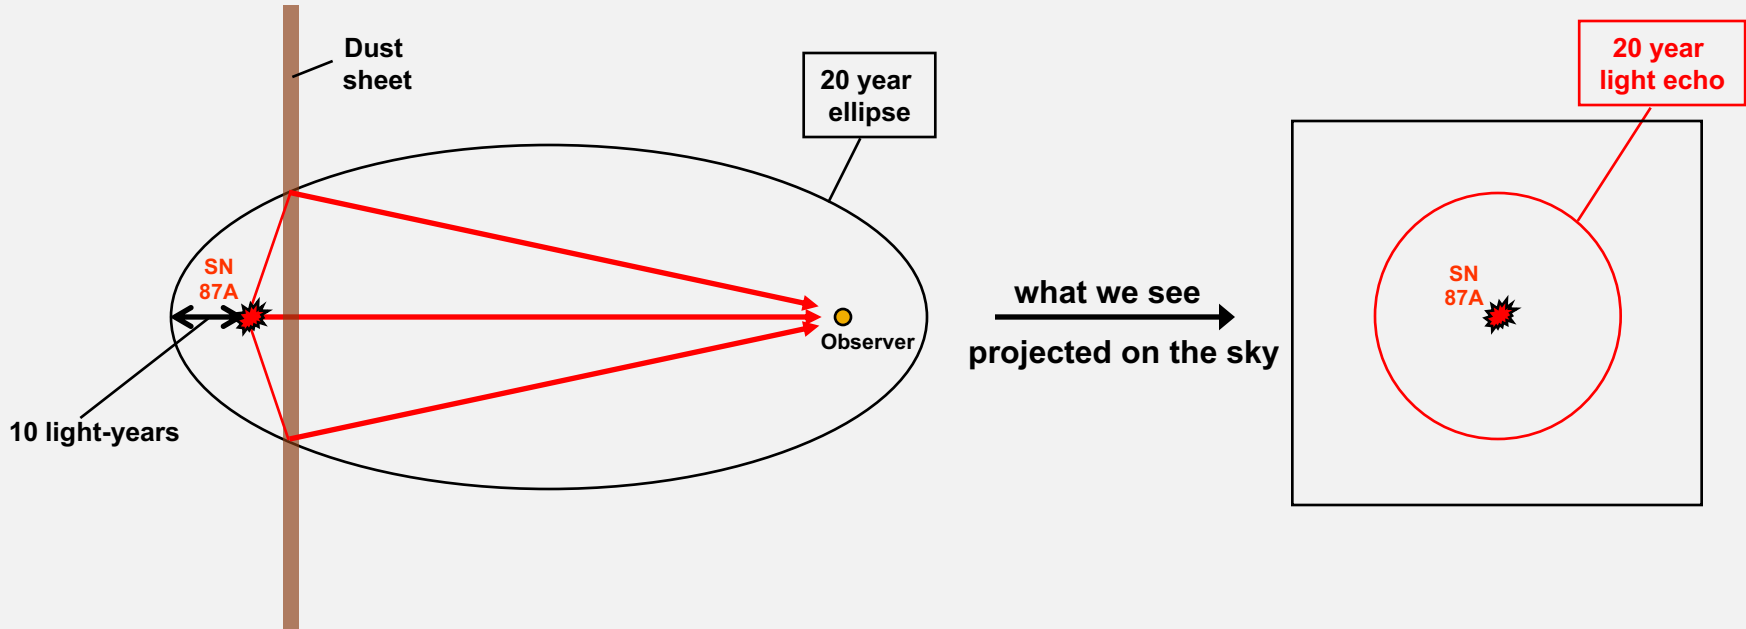 Dust
sheet
20 year
ellipse
SN
87A
10 light-years
Observer
what we see
projected on the sky
20 year
light echo
SN
87A